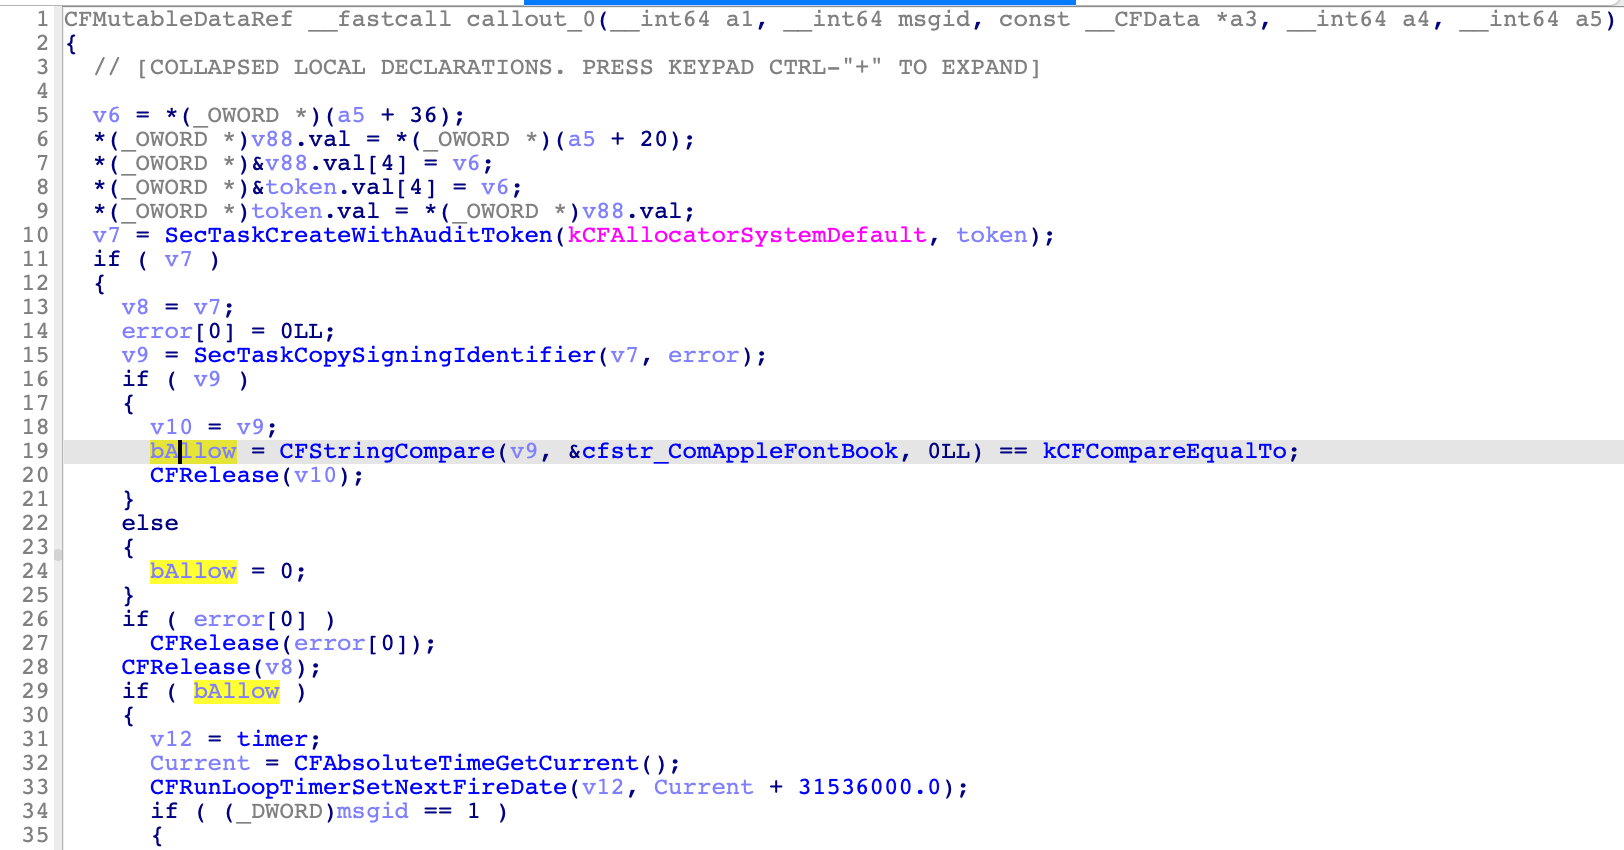 1 CFMutableDataRef __fastcall callout_0(__int64 a1, __int64 msgid, const __CFData *a3, __int64 a4, __int64 a5)
2 {
3 // [COLLAPSED LOCAL DECLARATIONS. PRESS KEYPAD CTRL-"+" TO EXPAND]
4
5 v6 = *(_OWORD *)(a5 + 36);
6 *(_OWORD *)v88.val = *(_OWORD *)(a5 + 20);
7 *(_OWORD *)&v88.val[4] = v6;
8 *(_OWORD *)&token.val[4] = v6;
9 *(_OWORD *)token.val = *(_OWORD *)v88.val;
10 v7 = SecTaskCreateWithAuditToken(kCFAllocatorSystemDefault, token);
11 if ( v7 )
12 {
13 v8 = v7;
14 error[0] = 0LL;
15 v9 = SecTaskCopySigningIdentifier(v7, error);
16 if ( v9 )
17 {
18 v10 = v9;
19 bAllow = CFStringCompare(v9, &cfstr_ComAppleFontBook, 0LL) == kCFCompareEqualTo;
20 CFRelease(v10);
21 }
22 else
23 {
24 bAllow = 0;
25 }
26 if ( error[0] )
27 CFRelease(error[0]);
28 CFRelease(v8);
29 if ( bAllow )
30 {
31 v12 = timer;
32 Current = CFAbsoluteTimeGetCurrent();
33 CFRunLoopTimerSetNextFireDate(v12, Current + 31536000.0);
34 if ( (_DWORD)msgid == 1 )
35 {